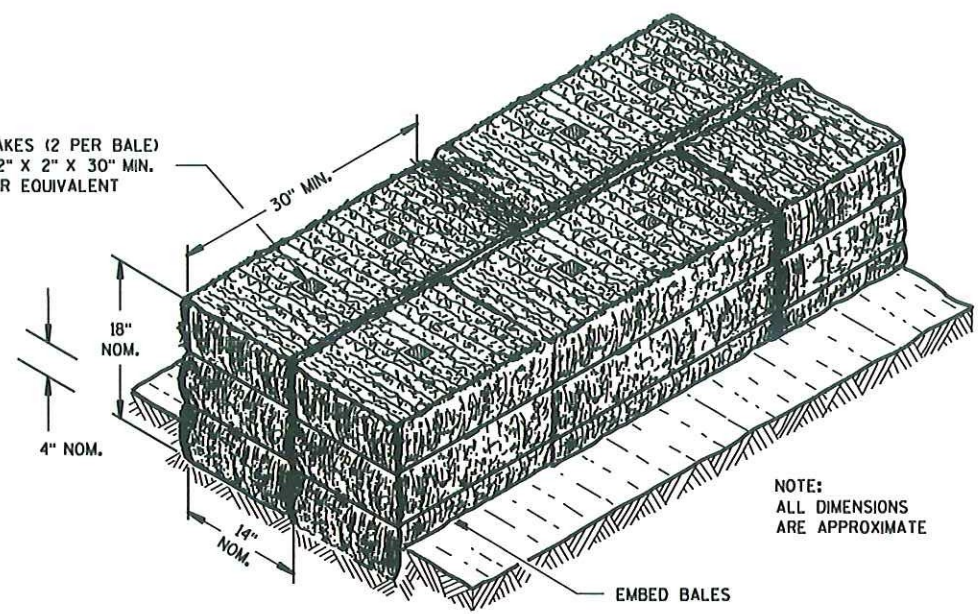 AKES (2 PER BALE)
2" X 2" X 30" MIN.
R EQUIVALENT
30" MIN.
18"
NOM.
4" NOM.
14"
NOM.
NOTE:
ALL DIMENSIONS
ARE APPROXIMATE
EMBED BALES